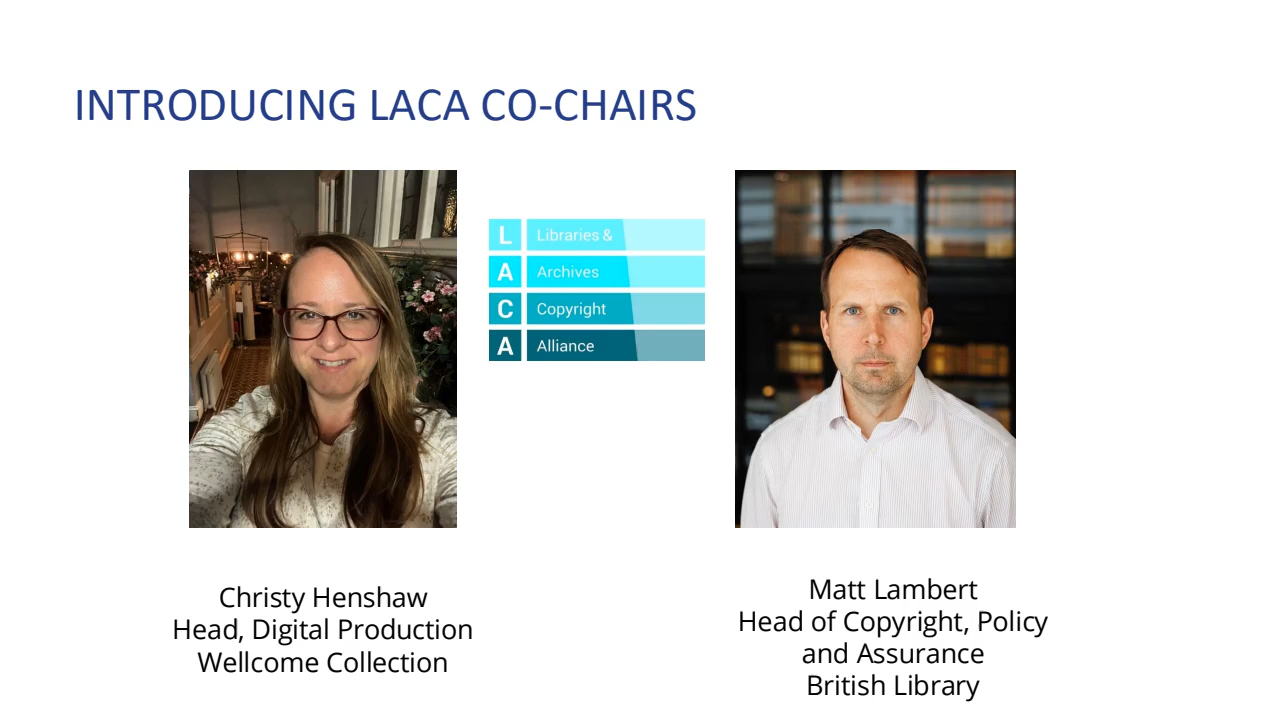 INTRODUCING LACA CO-CHAIRS
L Libraries &
A Archives
C Copyright
A Alliance
Christy Henshaw
Head, Digital Production
Wellcome Collection
Matt Lambert
Head of Copyright, Policy
and Assurance
British Library